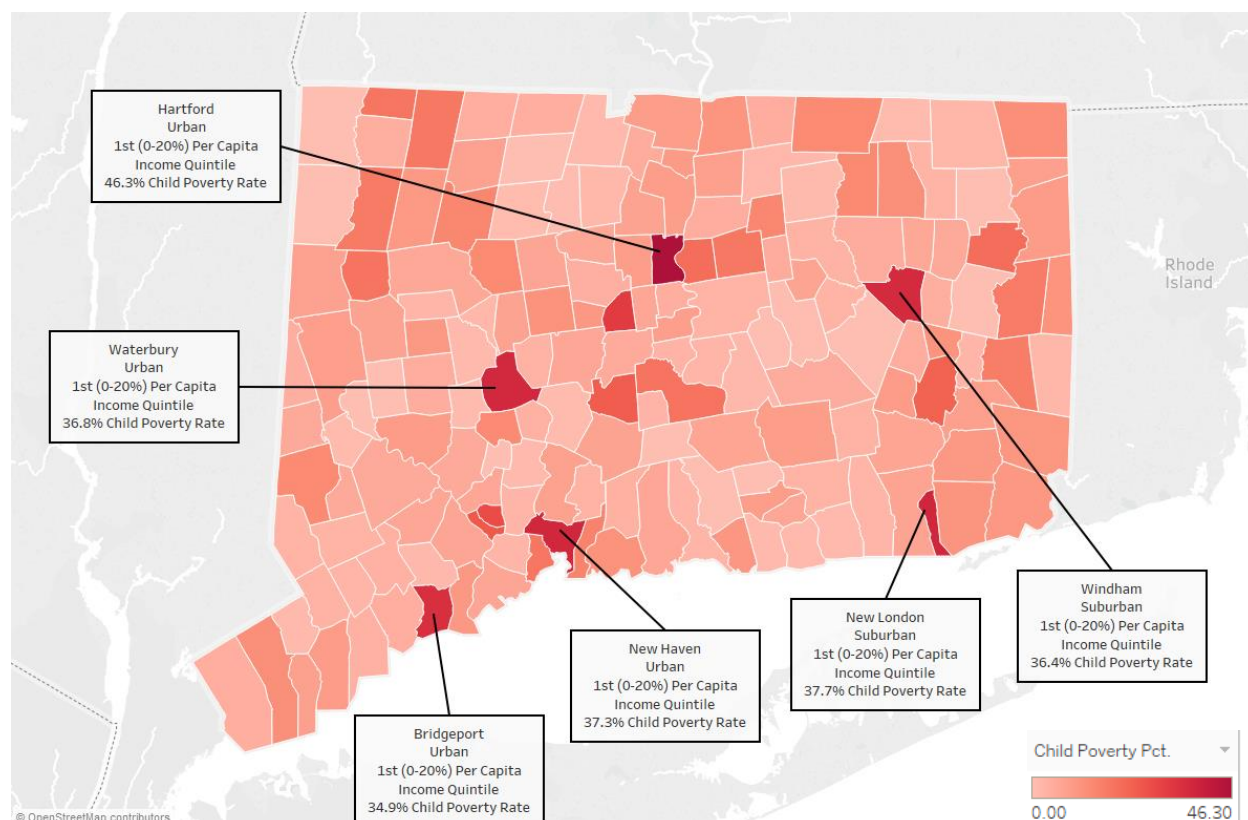 Hartford
Urban
1st (0-20%) Per Capita
Income Quintile
46.3% Child Poverty Rate
Rhode
Island
Waterbury
Urban
1st (0-20%) Per Capita
Income Quintile
36.8% Child Poverty Rate
Windham
Suburban
1st (0-20%) Per Capita
Income Quintile
36.4% Child Poverty Rate
New London
Suburban
1st (0-20%) Per Capita
Income Quintile
37.7% Child Poverty Rate
New Haven
Urban
1st (0-20%) Per Capita
Income Quintile
37.3% Child Poverty Rate
Bridgeport
Urban
1st (0-20%) Per Capita
Income Quintile
34.9% Child Poverty Rate
Child Poverty Pct.
0.00 46.30
© OpenStreetMap contributors